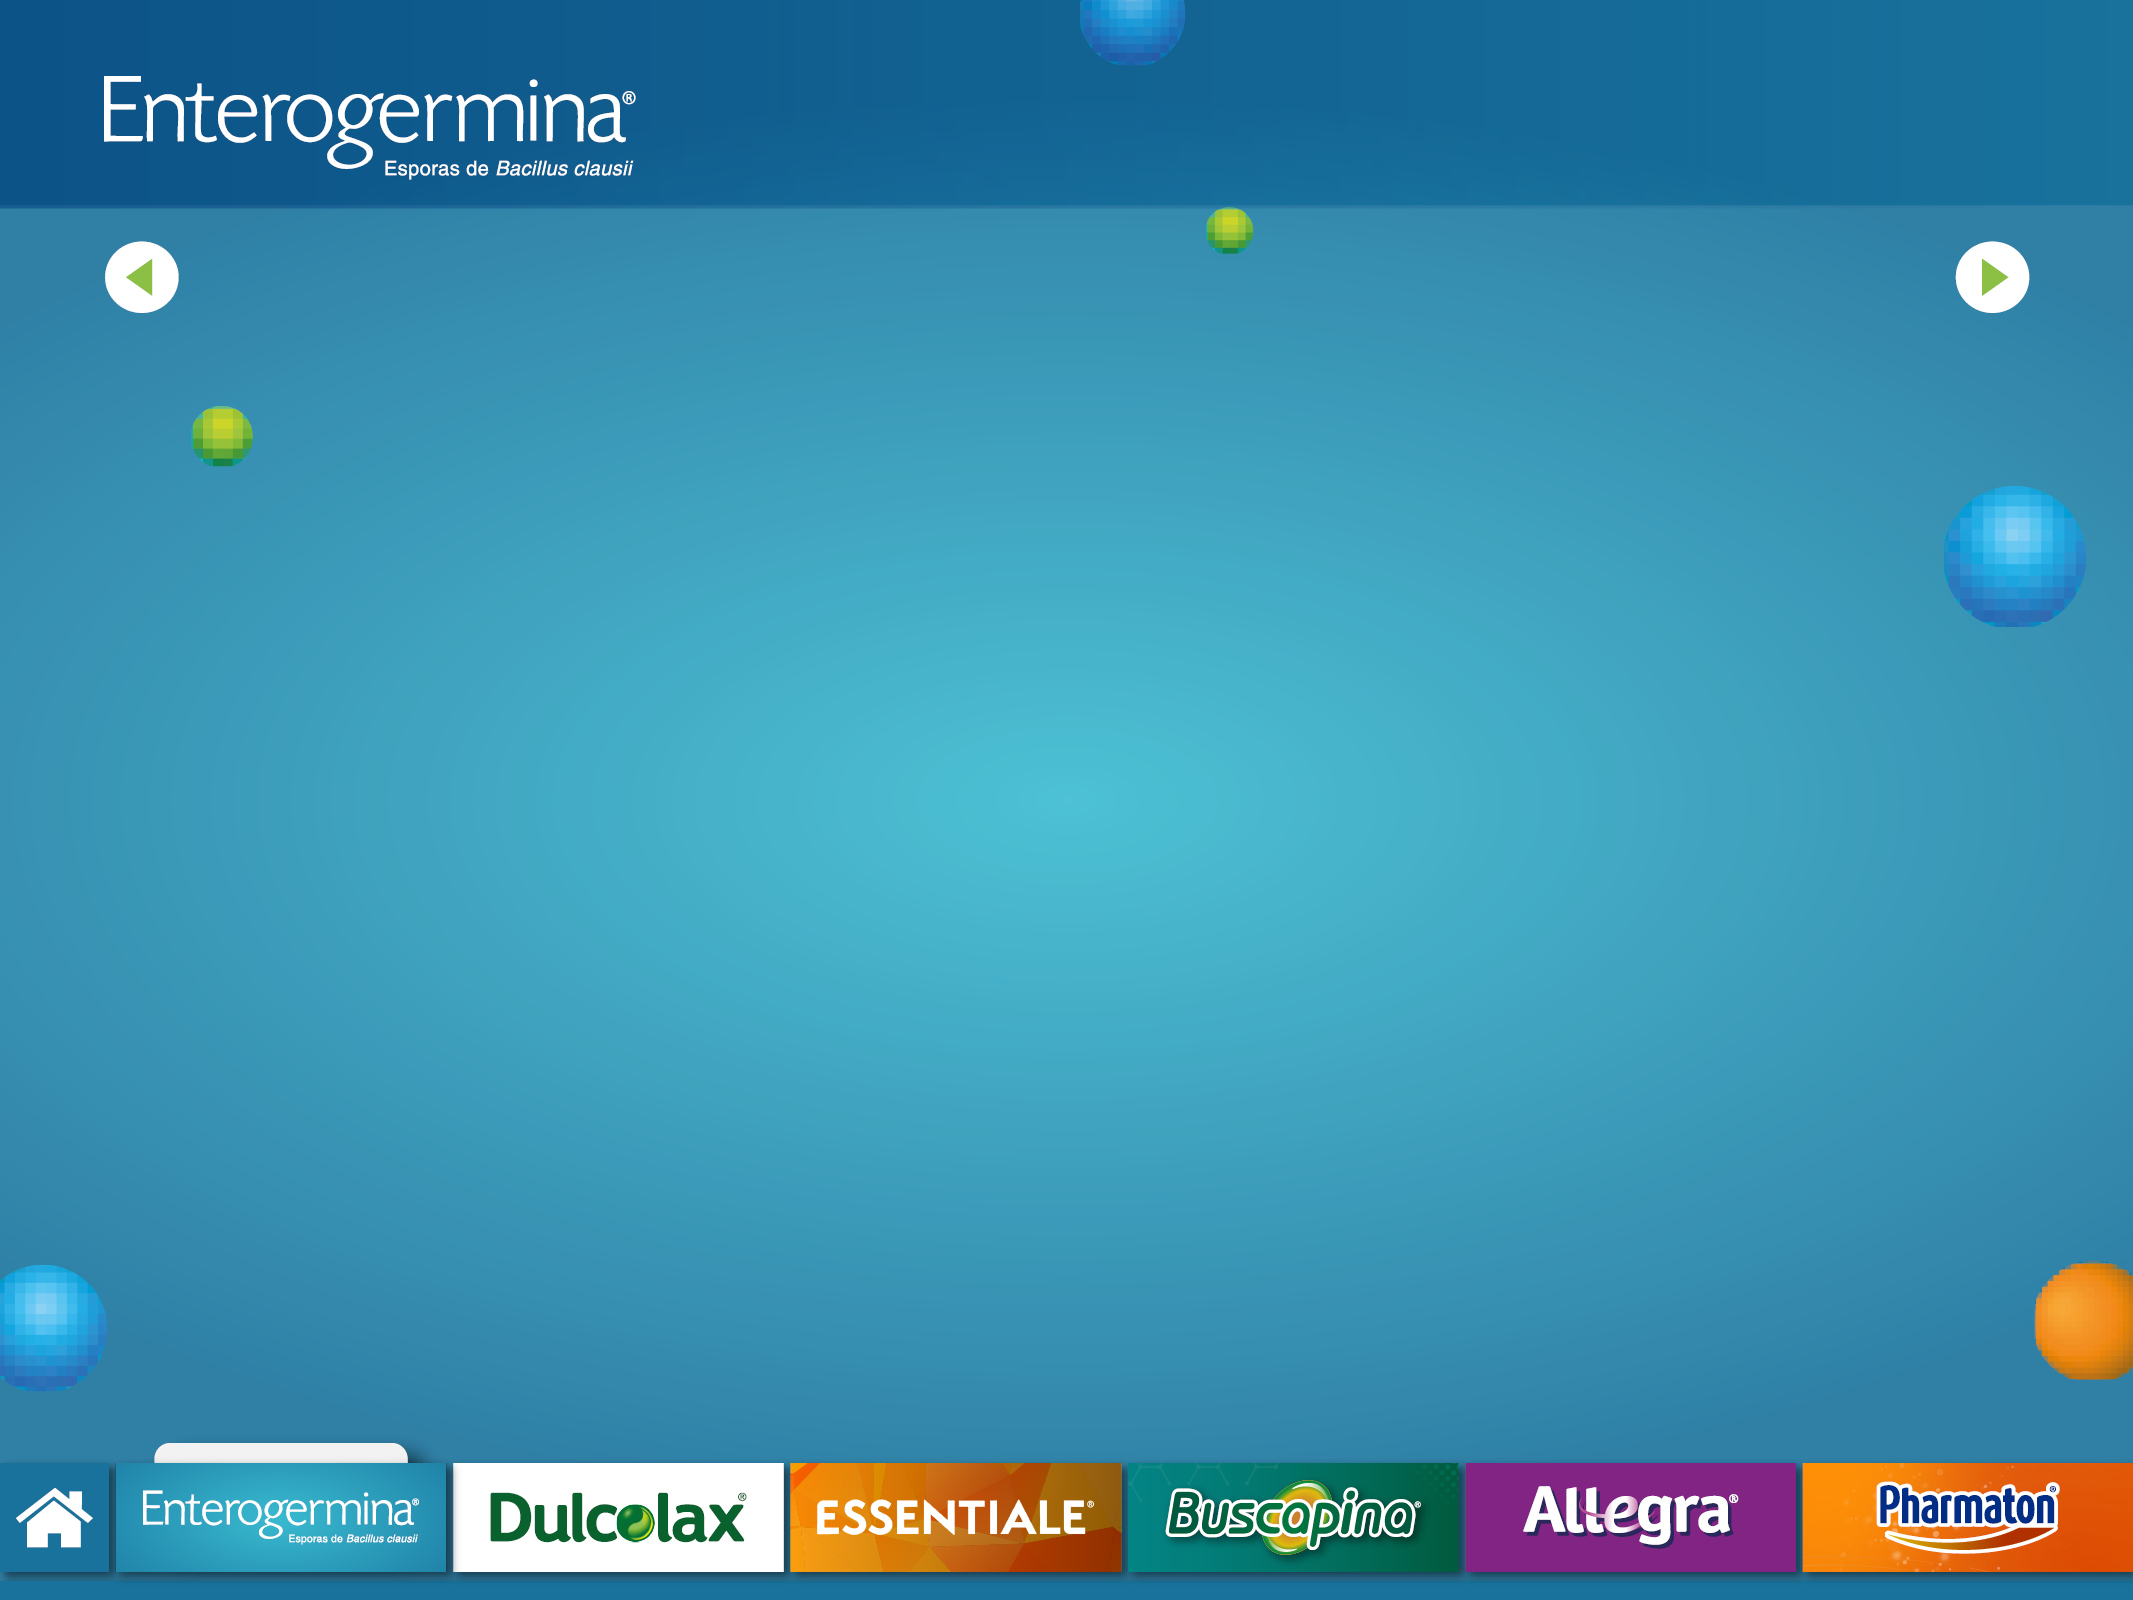 Enterogermina®
Esporas de Bacillus clausii
Enterogermina®
Esporas de Bacillus clausii
Dulcolax®
ESSENTIALE®
Buscapina®
Allegra®
Pharmaton®